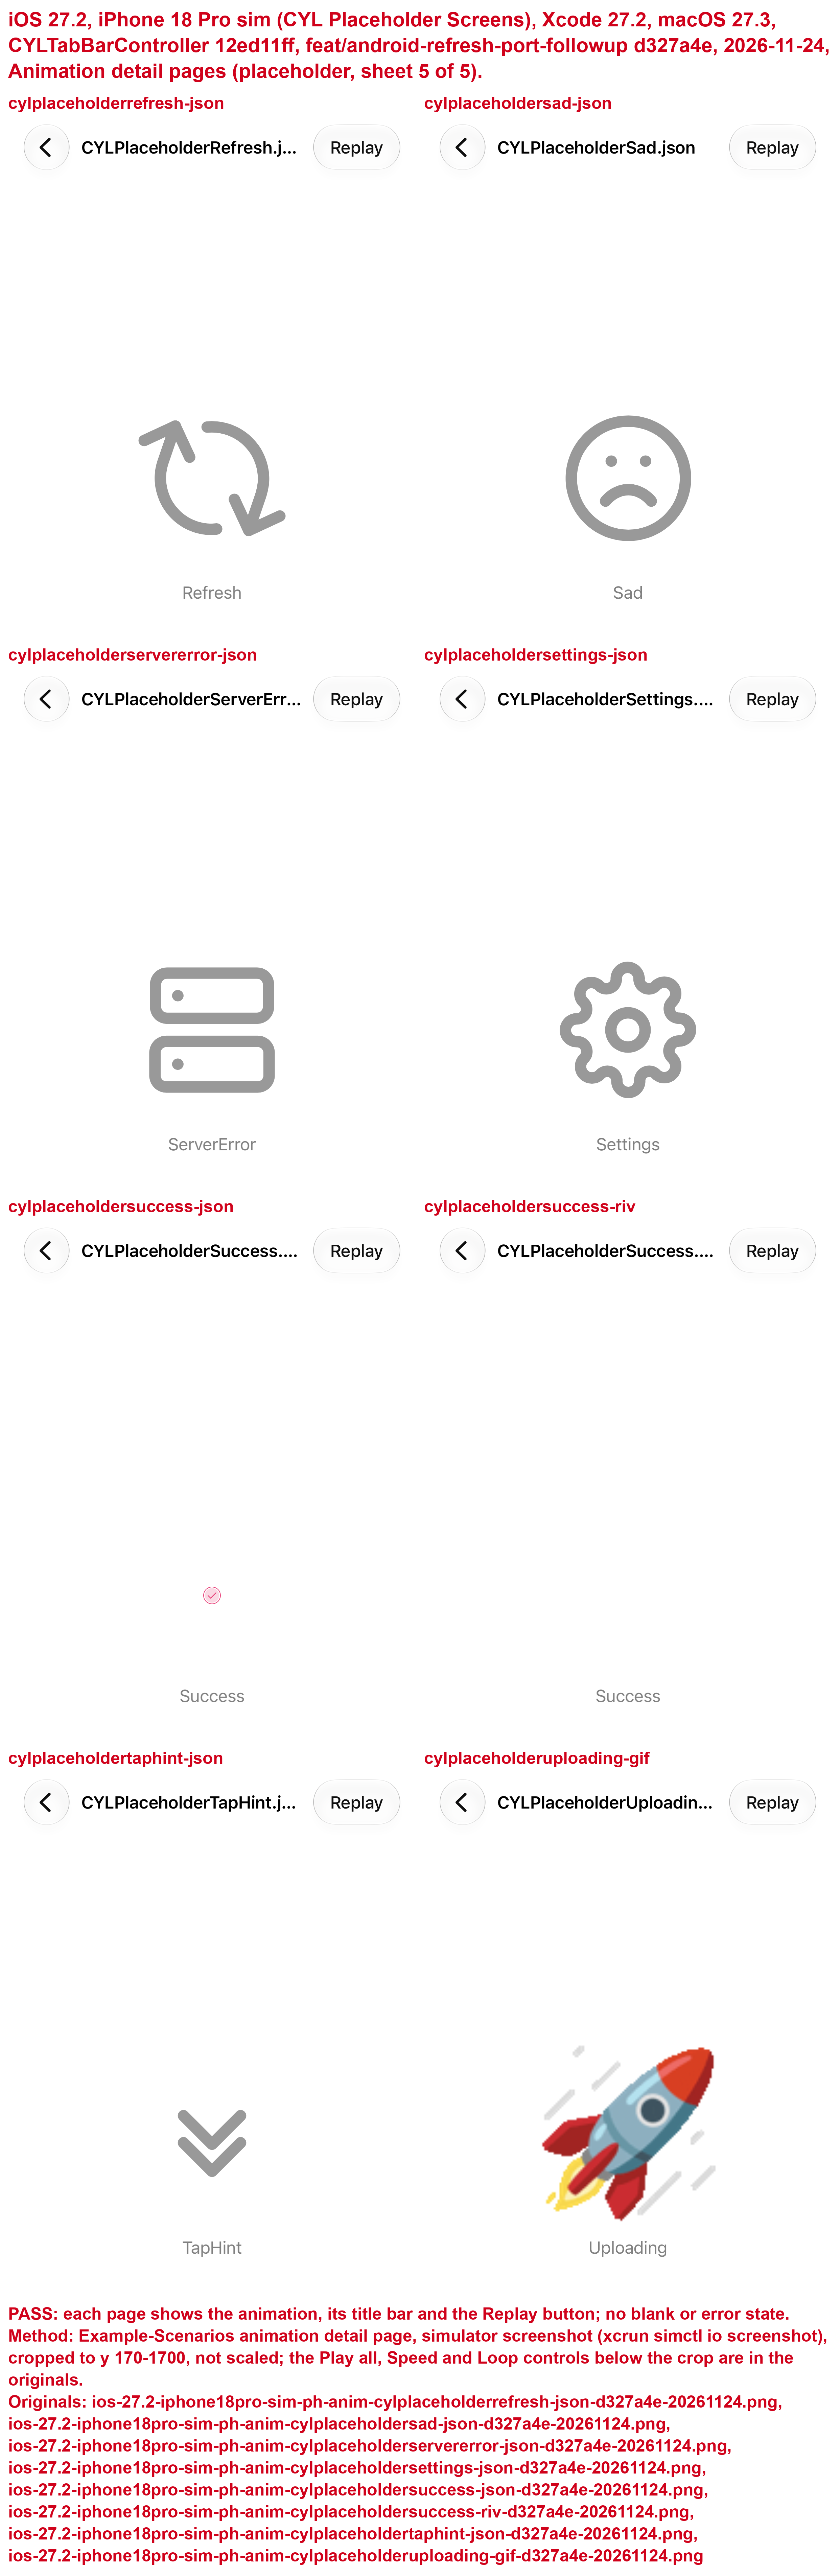 iOS 27.2, iPhone 18 Pro sim (CYL Placeholder Screens), Xcode 27.2, macOS 27.3,
CYLTabBarController 12ed11ff, feat/android-refresh-port-followup d327a4e, 2026-11-24,
Animation detail pages (placeholder, sheet 5 of 5).
cylplaceholderrefresh-json
CYLPlaceholderRefresh.j...
Replay
Refresh
cylplaceholdersad-json
CYLPlaceholderSad.json
Replay
Sad
cylplaceholderservererror-json
CYLPlaceholderServerErr...
Replay
ServerError
cylplaceholdersettings-json
CYLPlaceholderSettings....
Replay
Settings
cylplaceholdersuccess-json
CYLPlaceholderSuccess....
Replay
Success
cylplaceholdersuccess-riv
CYLPlaceholderSuccess....
Replay
Success
cylplaceholdertaphint-json
CYLPlaceholderTapHint.j...
Replay
TapHint
cylplaceholderuploading-gif
CYLPlaceholderUploadin...
Replay
Uploading
PASS: each page shows the animation, its title bar and the Replay button; no blank or error state.
Method: Example-Scenarios animation detail page, simulator screenshot (xcrun simctl io screenshot),
cropped to y 170-1700, not scaled; the Play all, Speed and Loop controls below the crop are in the
originals.
Originals: ios-27.2-iphone18pro-sim-ph-anim-cylplaceholderrefresh-json-d327a4e-20261124.png,
ios-27.2-iphone18pro-sim-ph-anim-cylplaceholdersad-json-d327a4e-20261124.png,
ios-27.2-iphone18pro-sim-ph-anim-cylplaceholderservererror-json-d327a4e-20261124.png,
ios-27.2-iphone18pro-sim-ph-anim-cylplaceholdersettings-json-d327a4e-20261124.png,
ios-27.2-iphone18pro-sim-ph-anim-cylplaceholdersuccess-json-d327a4e-20261124.png,
ios-27.2-iphone18pro-sim-ph-anim-cylplaceholdersuccess-riv-d327a4e-20261124.png,
ios-27.2-iphone18pro-sim-ph-anim-cylplaceholdertaphint-json-d327a4e-20261124.png,
ios-27.2-iphone18pro-sim-ph-anim-cylplaceholderuploading-gif-d327a4e-20261124.png